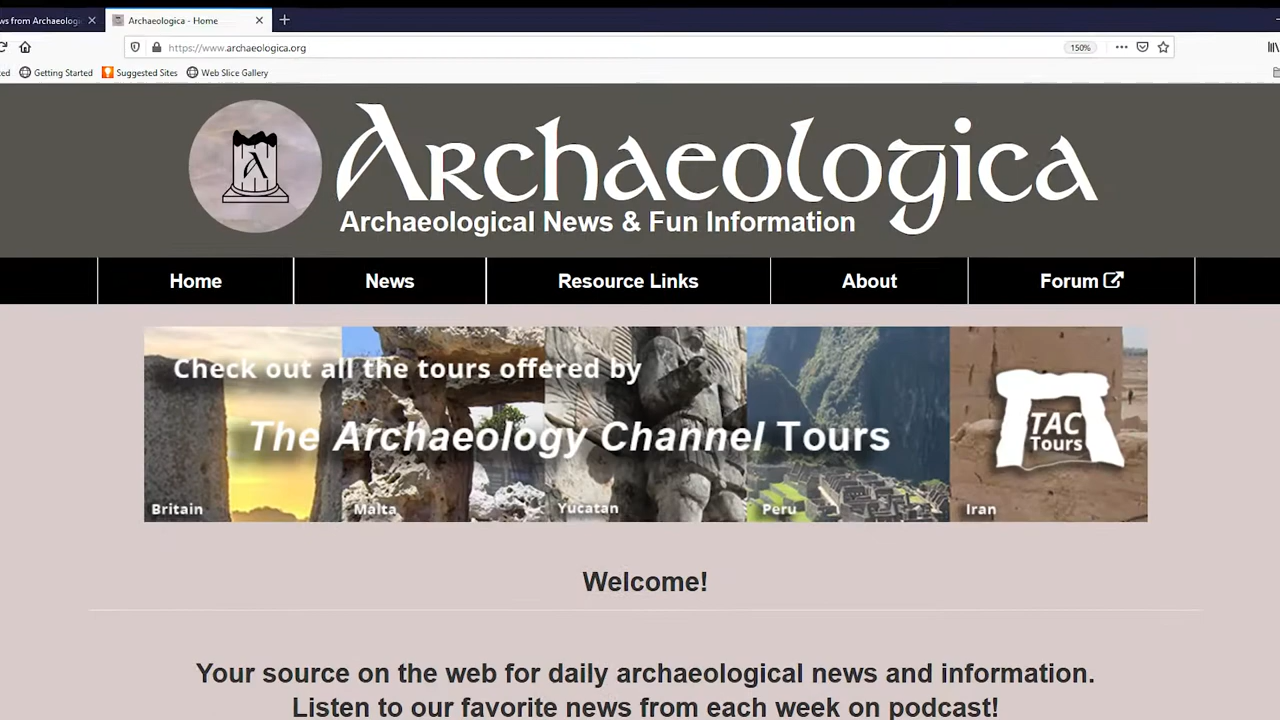 ws from Archaeolog
Archaeologica - Home
https://www.archaeologica.org
150%
ed
Getting Started
Suggested Sites
Web Slice Gallery
Archaeologica
Archaeological News & Fun Information
Home
News
Resource Links
About
Forum
Check out all the tours offered by
The Archaeology Channel Tours
TAC
Tours
Britain
Malta
Yucatan
Peru
Iran
Welcome!
Your source on the web for daily archaeological news and information.
Listen to our favorite news from each week on podcast!